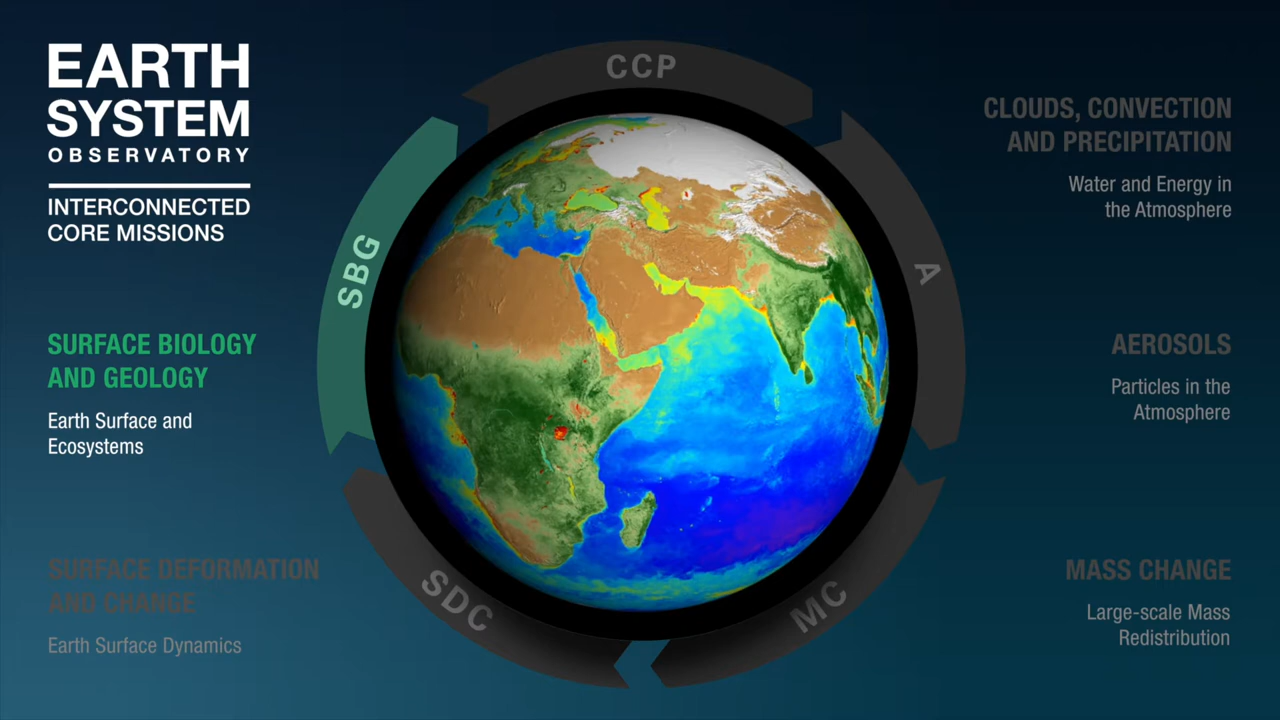 EARTH
SYSTEM
OBSERVATORY
INTERCONNECTED
CORE MISSIONS
SURFACE BIOLOGY
AND GEOLOGY
Earth Surface and
Ecosystems
SURFACE DEFORMATION
AND CHANGE
Earth Surface Dynamics
CCP
SBG
A
SDC
MC
CLOUDS, CONVECTION
AND PRECIPITATION
Water and Energy in
the Atmosphere
AEROSOLS
Particles in the
Atmosphere
MASS CHANGE
Large-scale Mass
Redistribution